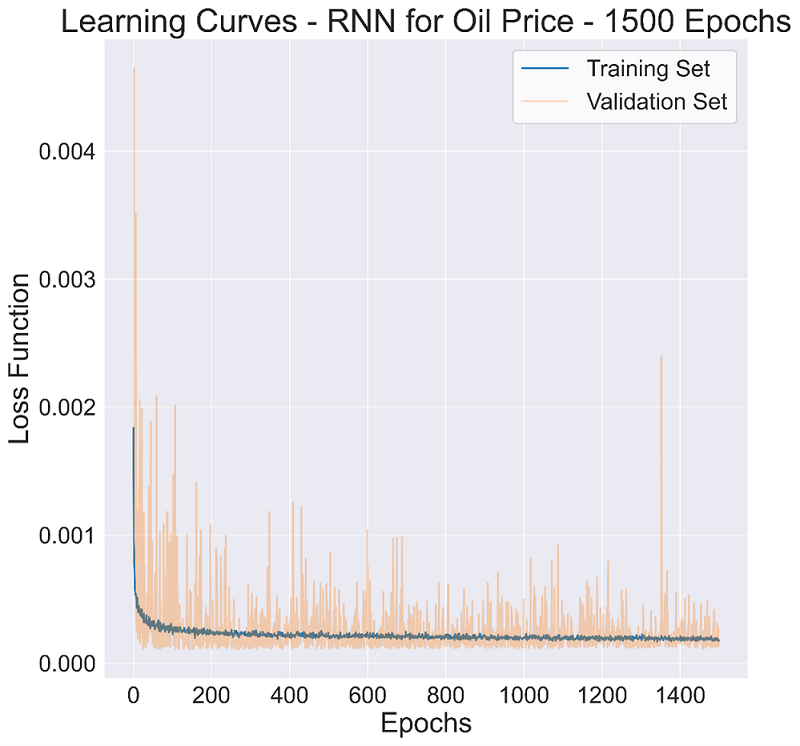 Learning Curves - RNN for Oil Price - 1500 Epochs
Training Set
Validation Set
0.004
0.003
0.002
0.001
0.000
Loss Function
0 200 400 600 800 1000 1200 1400
Epochs